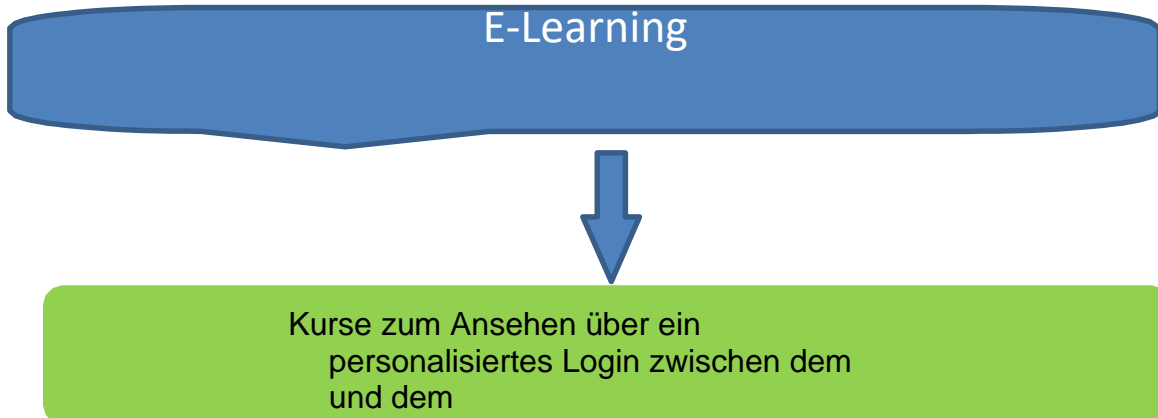 E-Learning
Kurse zum Ansehen über ein
personalisiertes Login zwischen dem
und dem